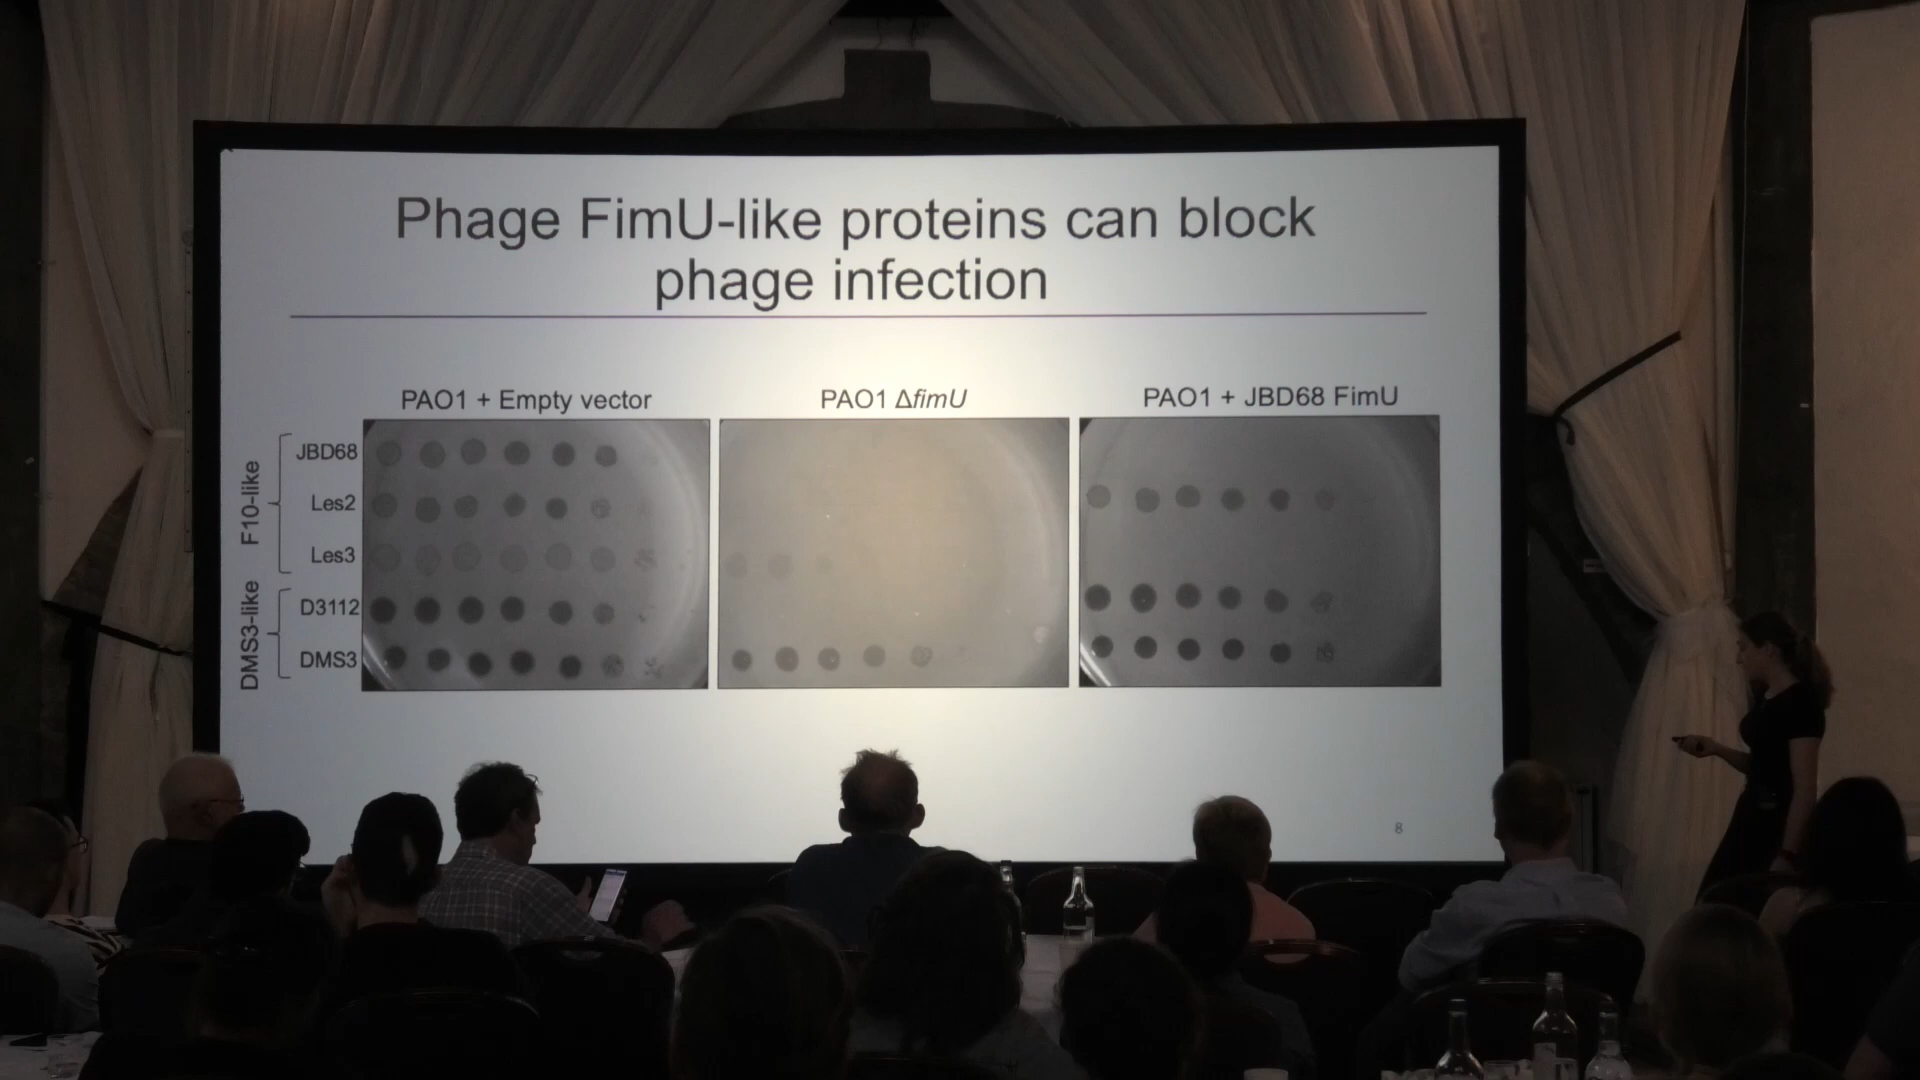 Phage FimU-like proteins can block
phage infection
PAO1 + Empty vector
PAO1 ΔfimU
PAO1 + JBD68 FimU
F10-like
JBD68
Les2
Les3
DMS3-like
D3112
DMS3
8